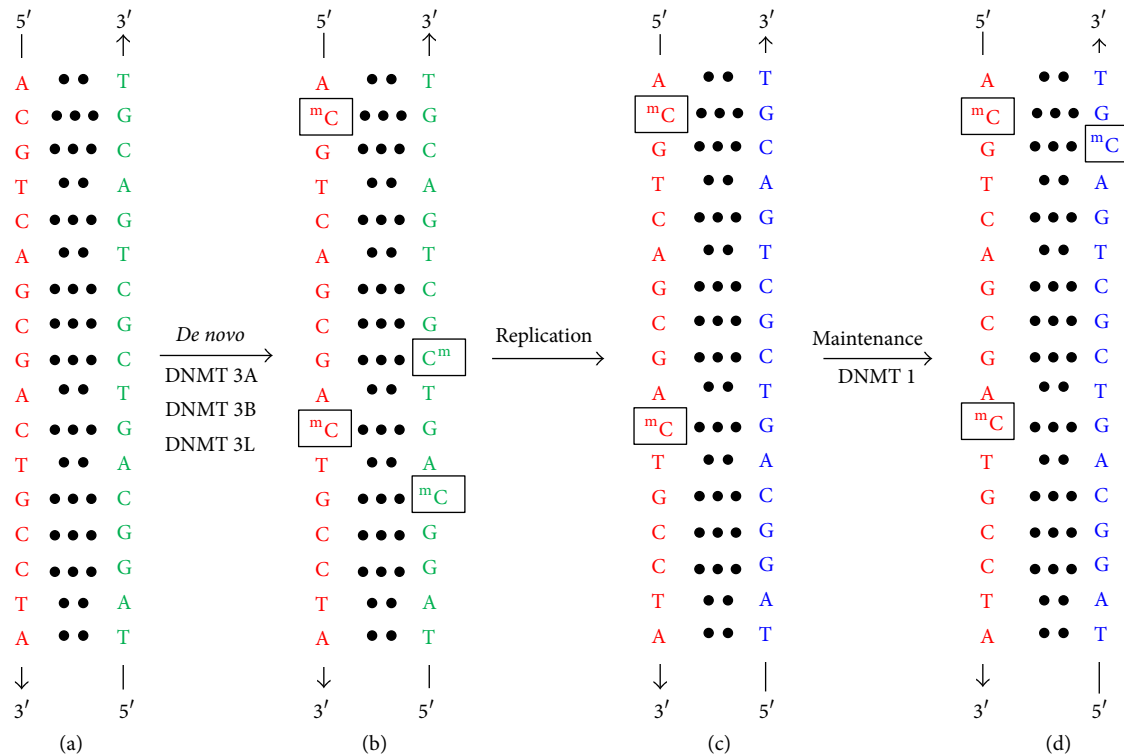 5′ 3′ 5′ 3′ 5′ 3′ 5′ 3′
A T A T A T A T
C G ᵐC G ᵐC G ᵐC G
G C G C G C G ᵐC
T A T A T A T A
C G C G C G C G
A T A T A T A T
G C G C G C G C
C G C G C G C G
De novo
Replication
Maintenance
G C G Cᵐ G C G C
DNMT 3A
DNMT 1
A T A T A T A T
DNMT 3B
C G ᵐC G ᵐC G ᵐC G
DNMT 3L
T A T A T A T A
G C G ᵐC G C G C
C G C G C G C G
C G C G C G C G
T A T A T A T A
A T A T A T A T
3′ 5′ 3′ 5′ 3′ 5′ 3′ 5′
(a) (b) (c) (d)